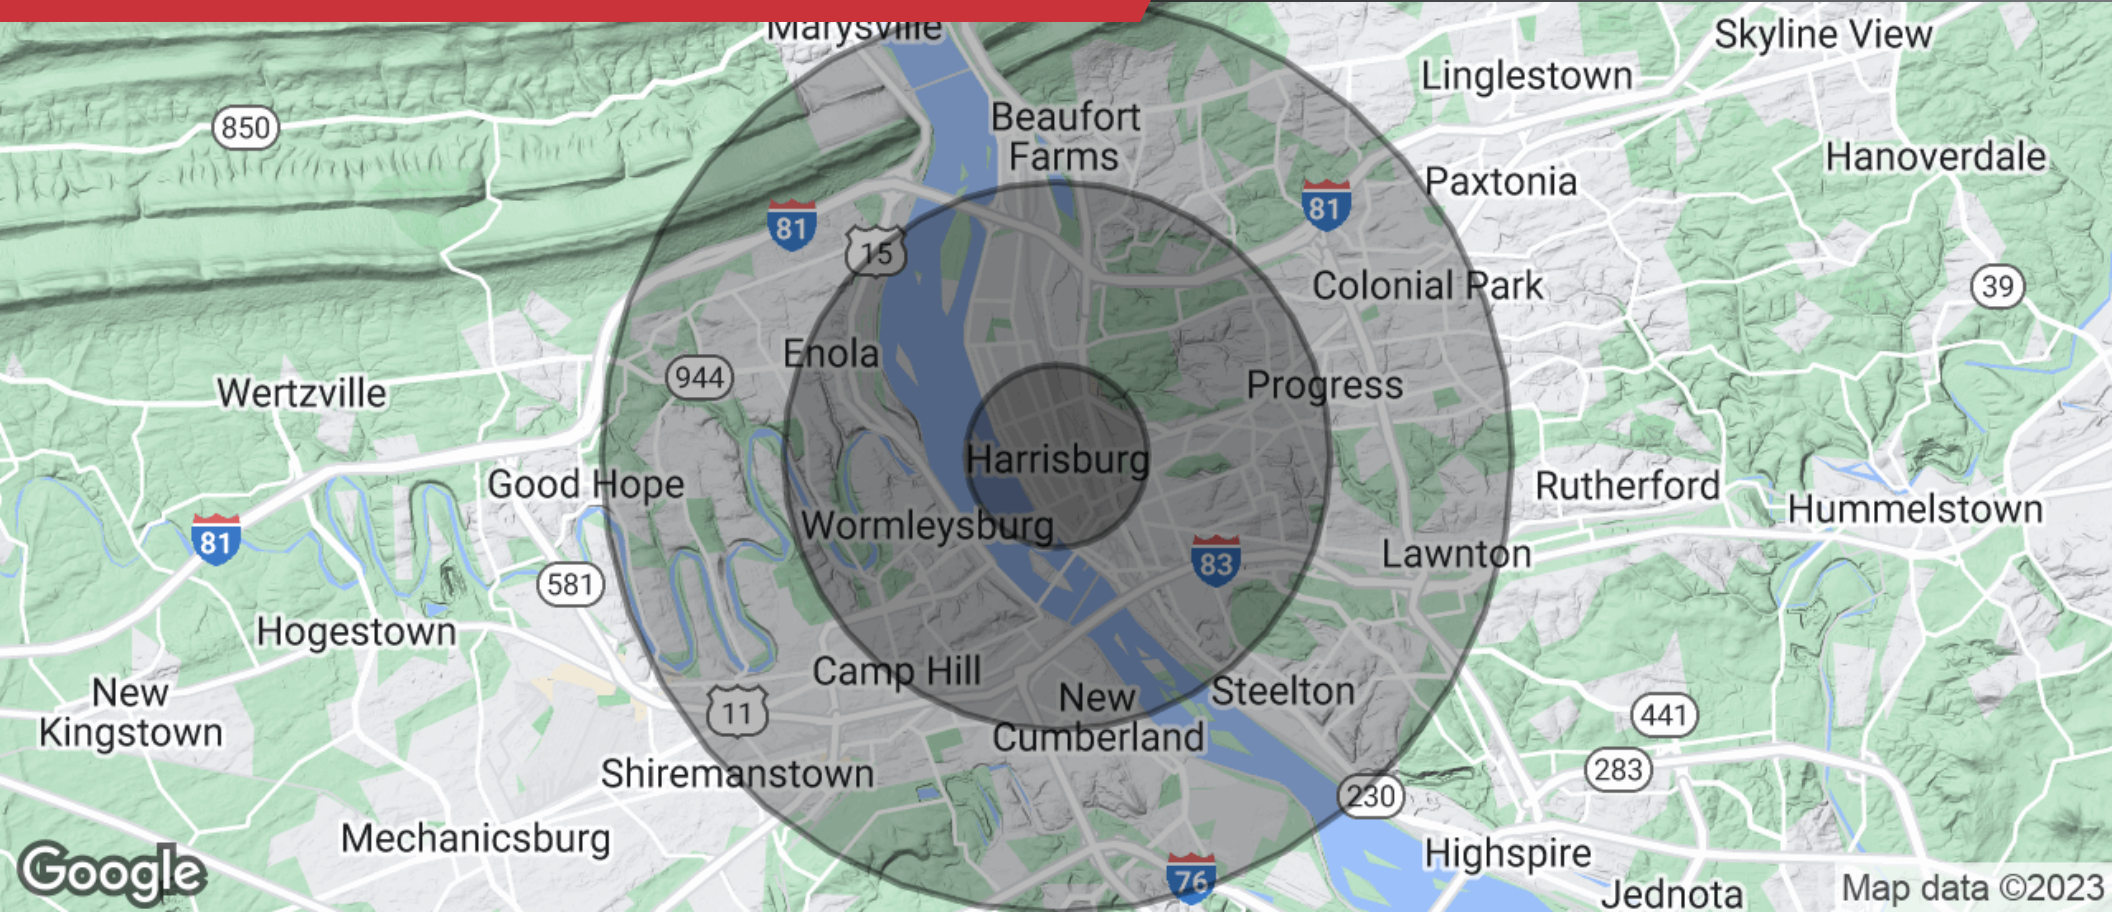 Marysville
Skyline View
Linglestown
850
Beaufort
Farms
Hanoverdale
Paxtonia
81
81
15
Colonial Park
39
Enola
944
Progress
Wertzville
Harrisburg
Good Hope
Rutherford
Hummelstown
Wormleysburg
81
83
Lawnton
581
Hogestown
Camp Hill
New
Kingstown
New
Cumberland
Steelton
11
441
Shiremanstown
283
230
Mechanicsburg
Highspire
Google
76
Jednota
Map data ©2023